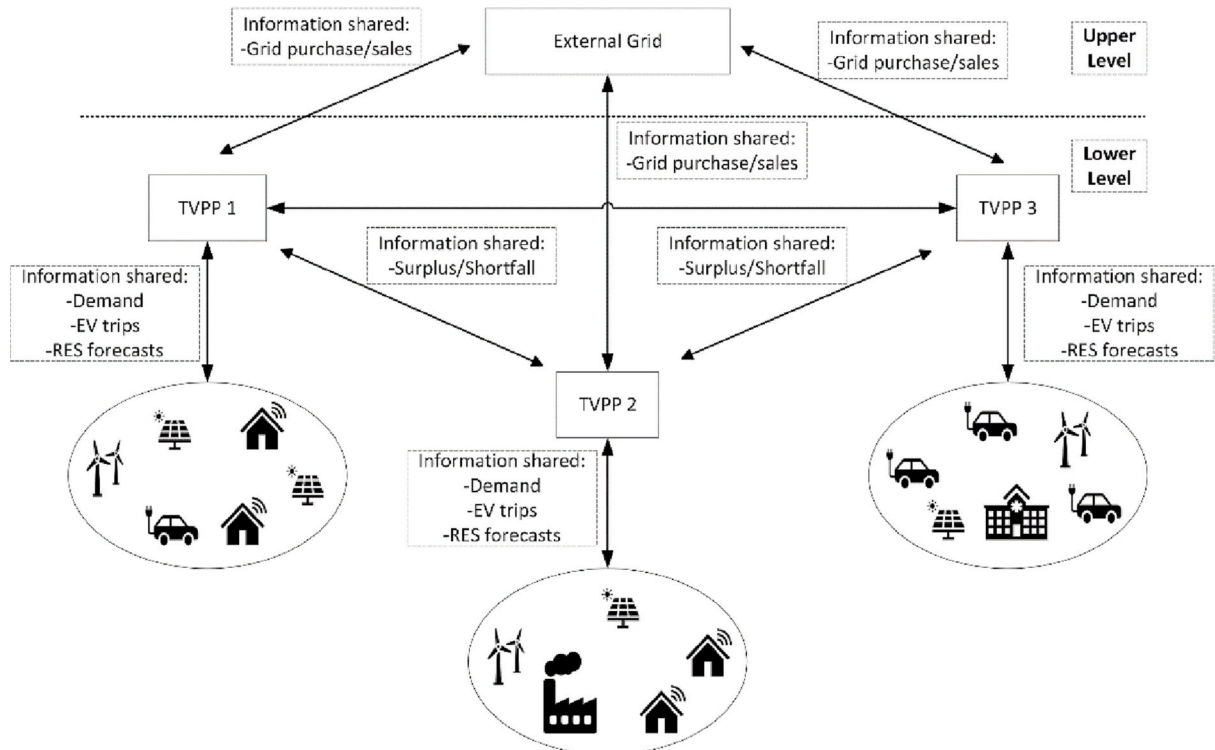 Information shared:
-Grid purchase/sales
External Grid
Information shared:
-Grid purchase/sales
Upper
Level
Information shared:
-Grid purchase/sales
Lower
Level
TVPP 1
TVPP 3
Information shared:
-Surplus/Shortfall
Information shared:
-Surplus/Shortfall
Information shared:
-Demand
-EV trips
-RES forecasts
Information shared:
-Demand
-EV trips
-RES forecasts
TVPP 2
Information shared:
-Demand
-EV trips
-RES forecasts